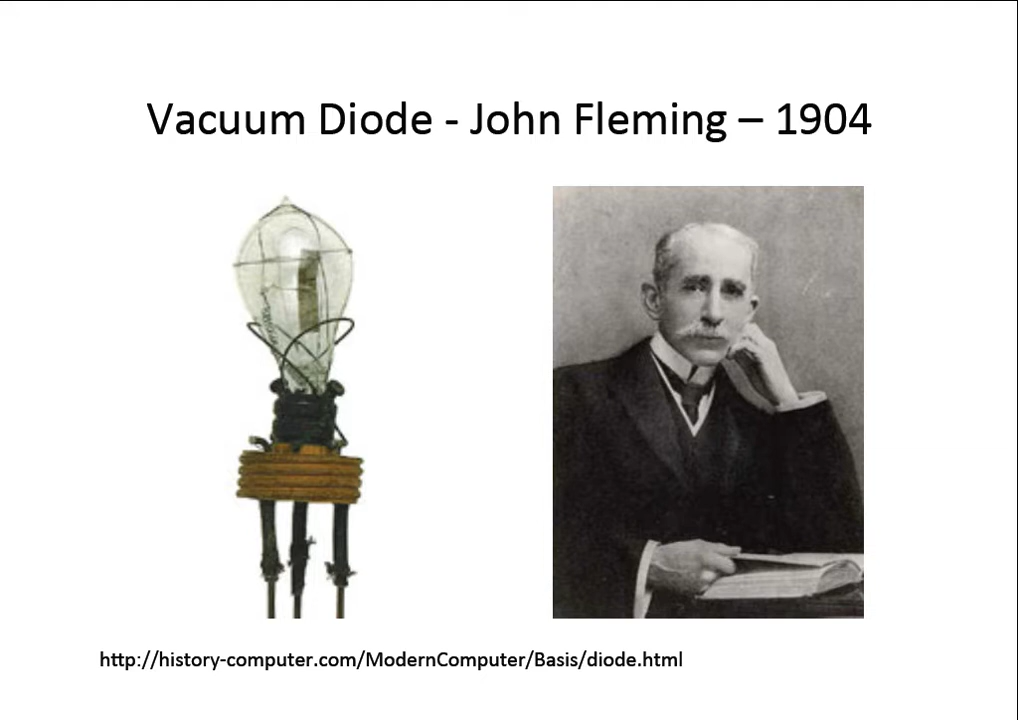 Vacuum Diode - John Fleming – 1904
http://history-computer.com/ModernComputer/Basis/diode.html